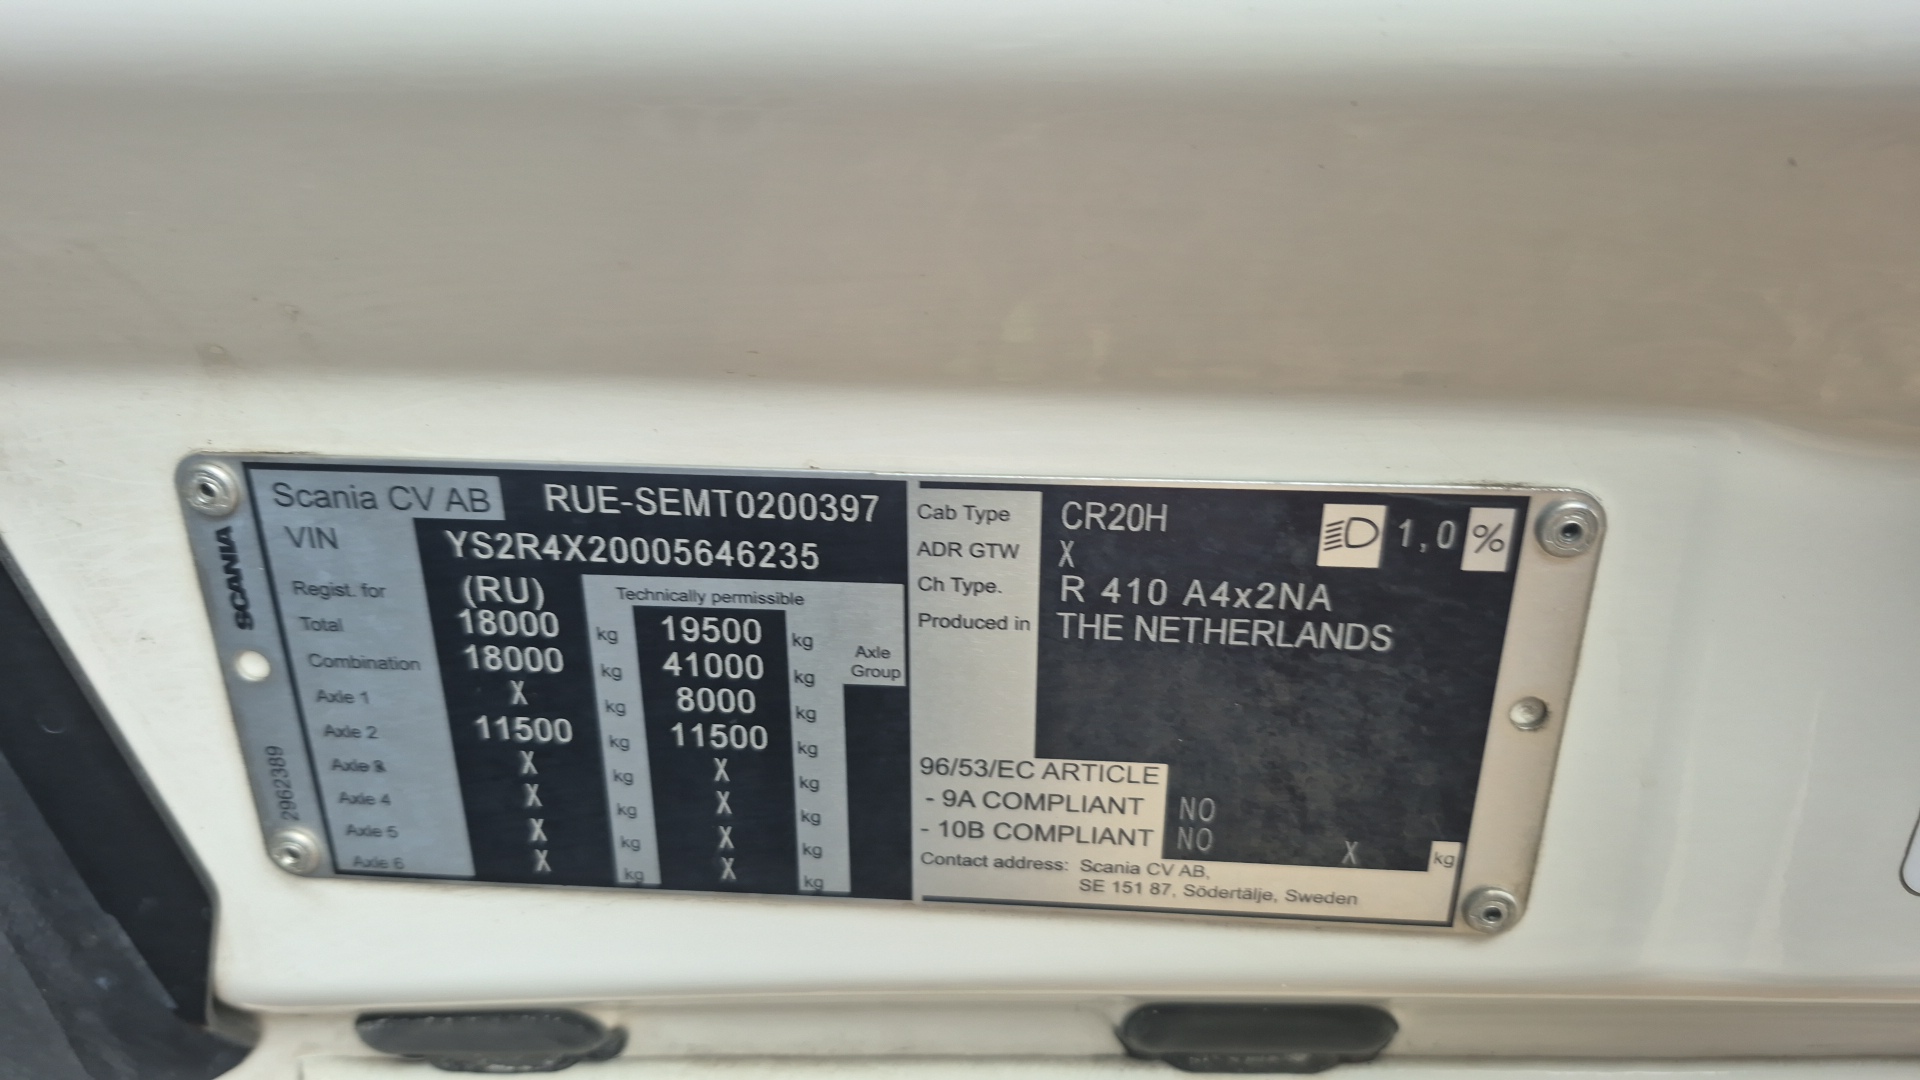 Scania CV AB RUE-SEMT0200397
VIN YS2R4X20005646235
Regist. for (RU) Technically permissible
Total 18000 kg 19500 kg
Combination 18000 kg 41000 kg Axle Group
Axle 1 X kg 8000 kg
Axle 2 11500 kg 11500 kg
Axle 3 X kg X kg
Axle 4 X kg X kg
Axle 5 X kg X kg
Axle 6 X kg X kg
SCANIA
2962389
Cab Type CR20H 1,0 %
ADR GTW X
Ch Type. R 410 A4x2NA
Produced in THE NETHERLANDS
96/53/EC ARTICLE
- 9A COMPLIANT NO
- 10B COMPLIANT NO X kg
Contact address: Scania CV AB,
SE 151 87, Södertälje, Sweden